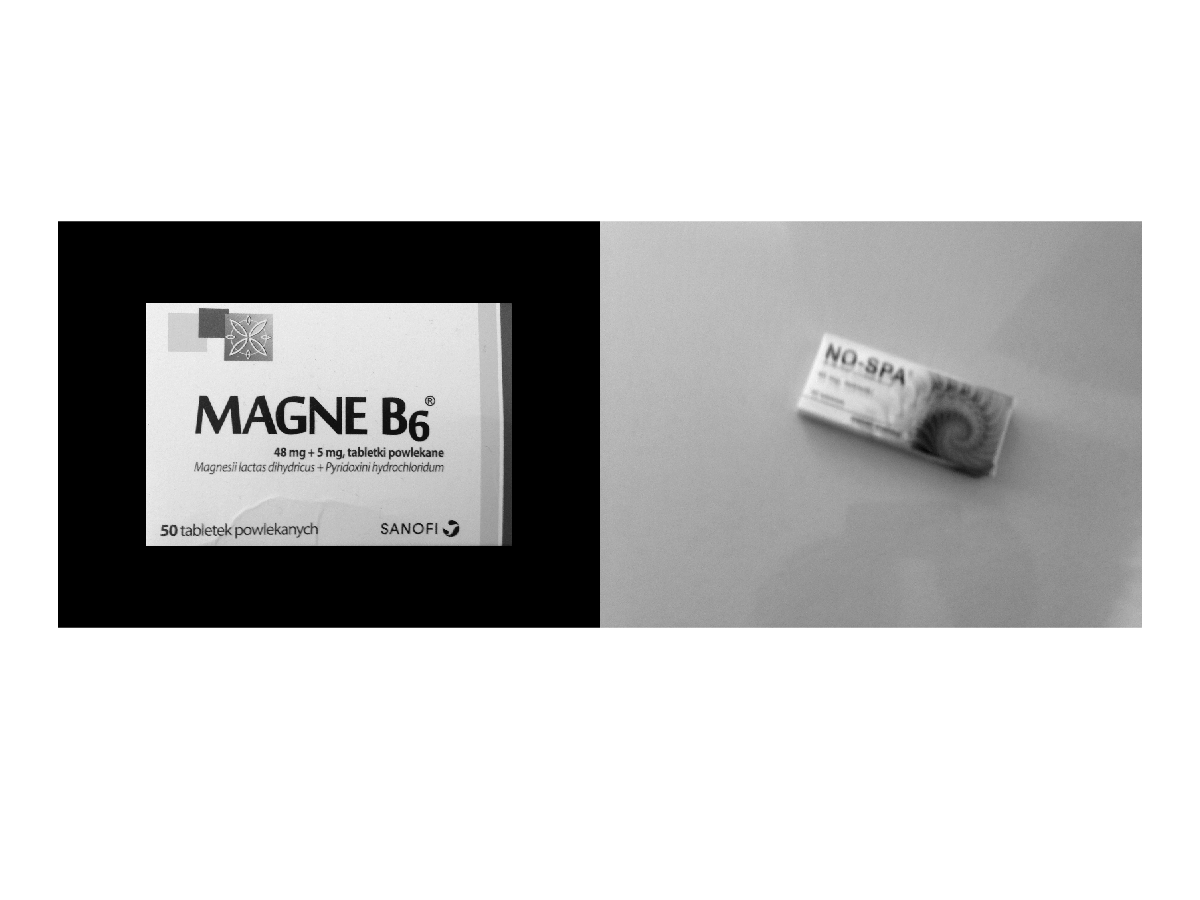 MAGNE B6®
48 mg + 5 mg, tabletki powlekane
Magnesii lactas dihydricus + Pyridoxini hydrochloridum
50 tabletek powlekanych
SANOFI
NO-SPA